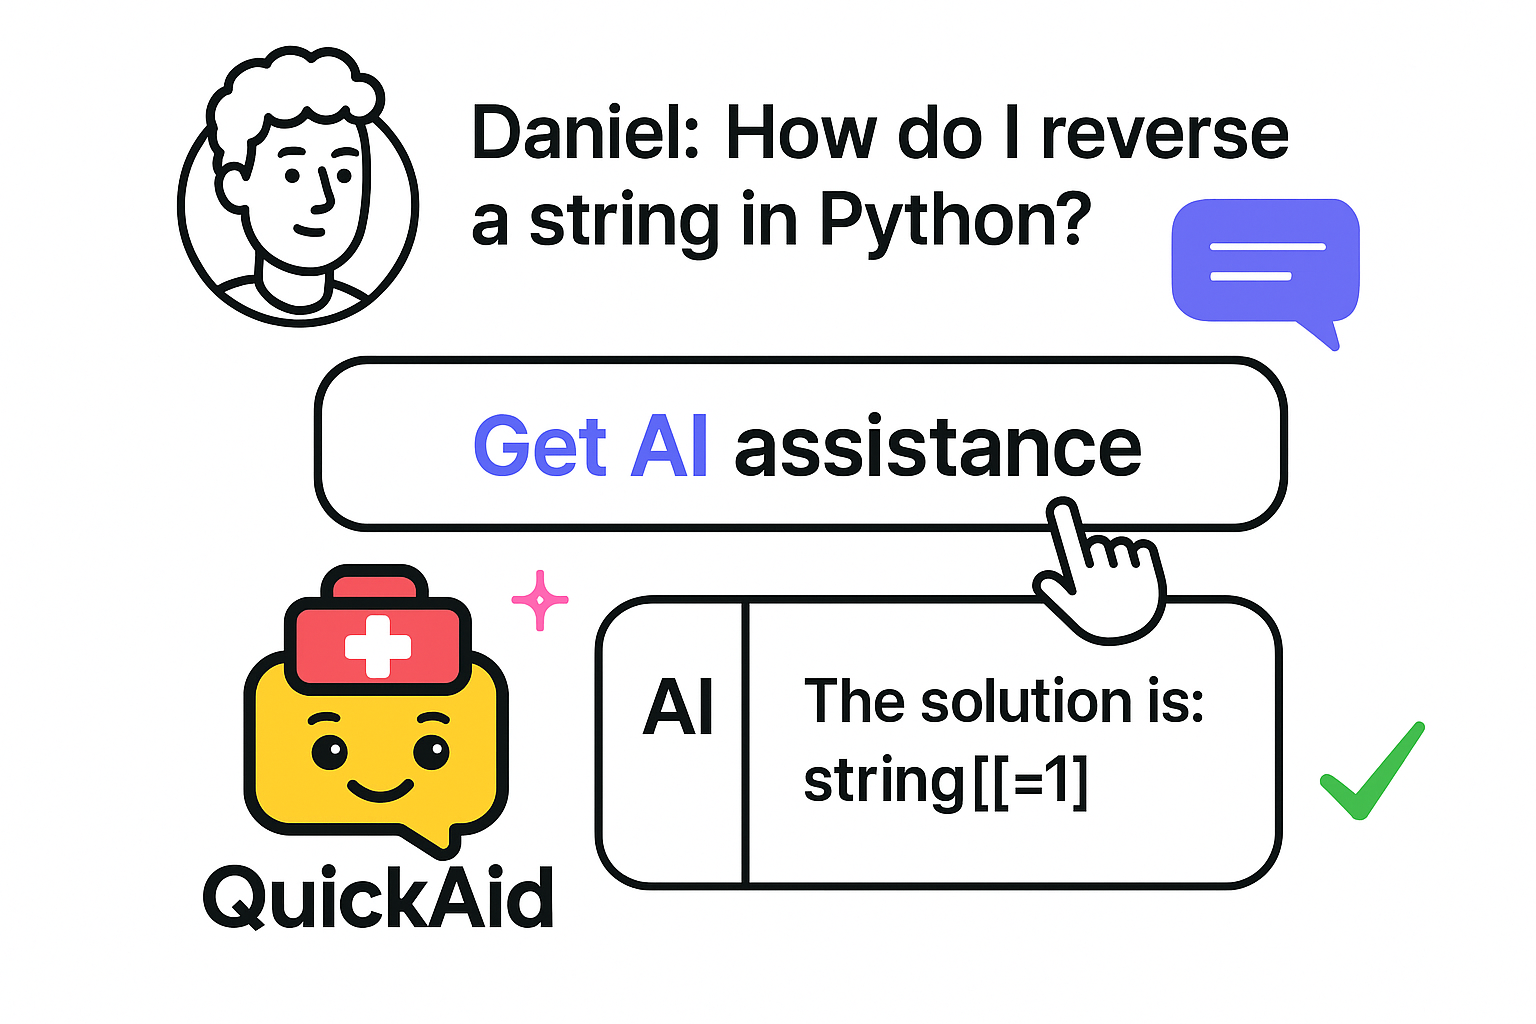 Daniel: How do I reverse
a string in Python?
Get AI assistance
AI
The solution is:
string[[=1]
QuickAid